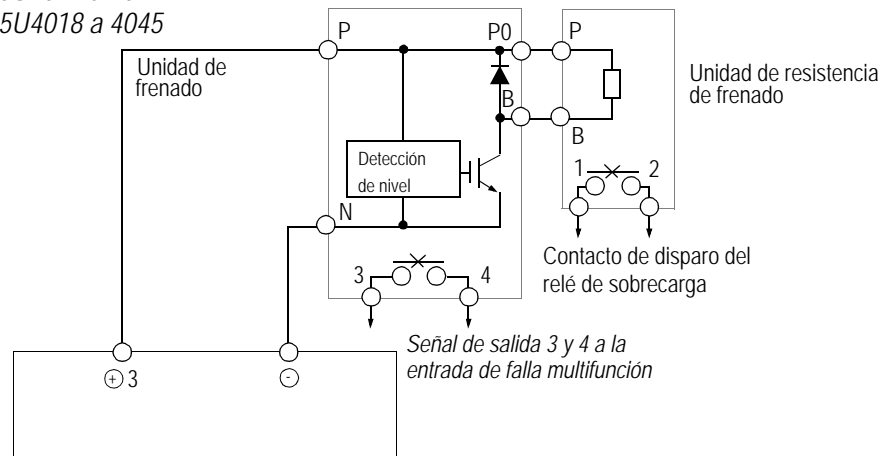 5U4018 a 4045
P
P0
P
Unidad de
frenado
Unidad de resistencia
de frenado
B
B
Detección
de nivel
1
2
N
Contacto de disparo del
relé de sobrecarga
3
4
Señal de salida 3 y 4 a la
entrada de falla multifunción
+ 3
-